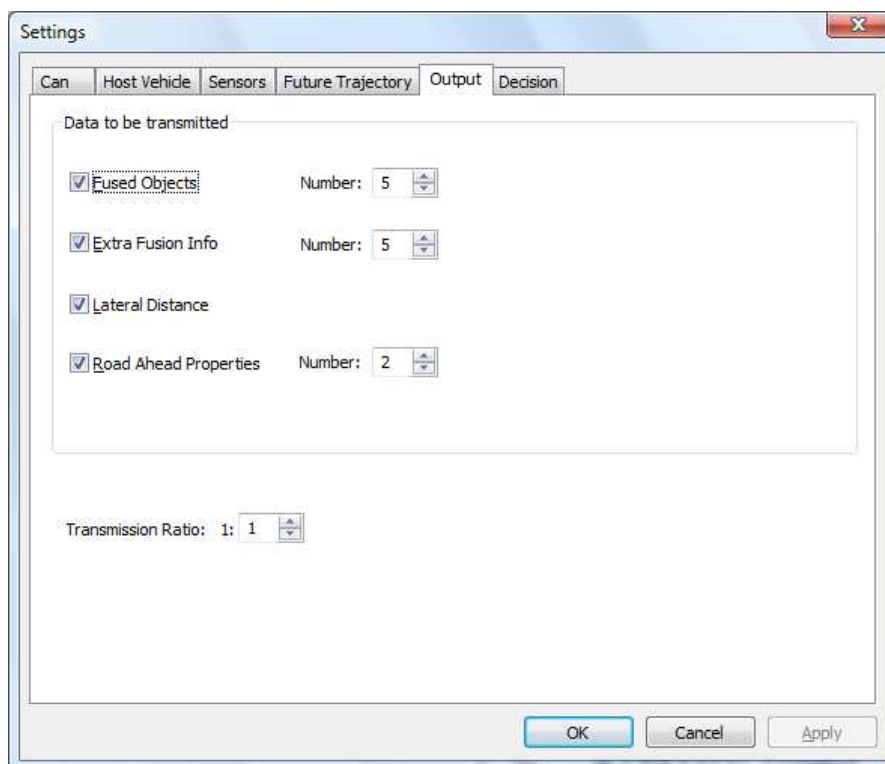 Settings
Can Host Vehicle Sensors Future Trajectory Output Decision
Data to be transmitted
Fused Objects Number: 5
Extra Fusion Info Number: 5
Lateral Distance
Road Ahead Properties Number: 2
Transmission Ratio: 1: 1
OK Cancel Apply